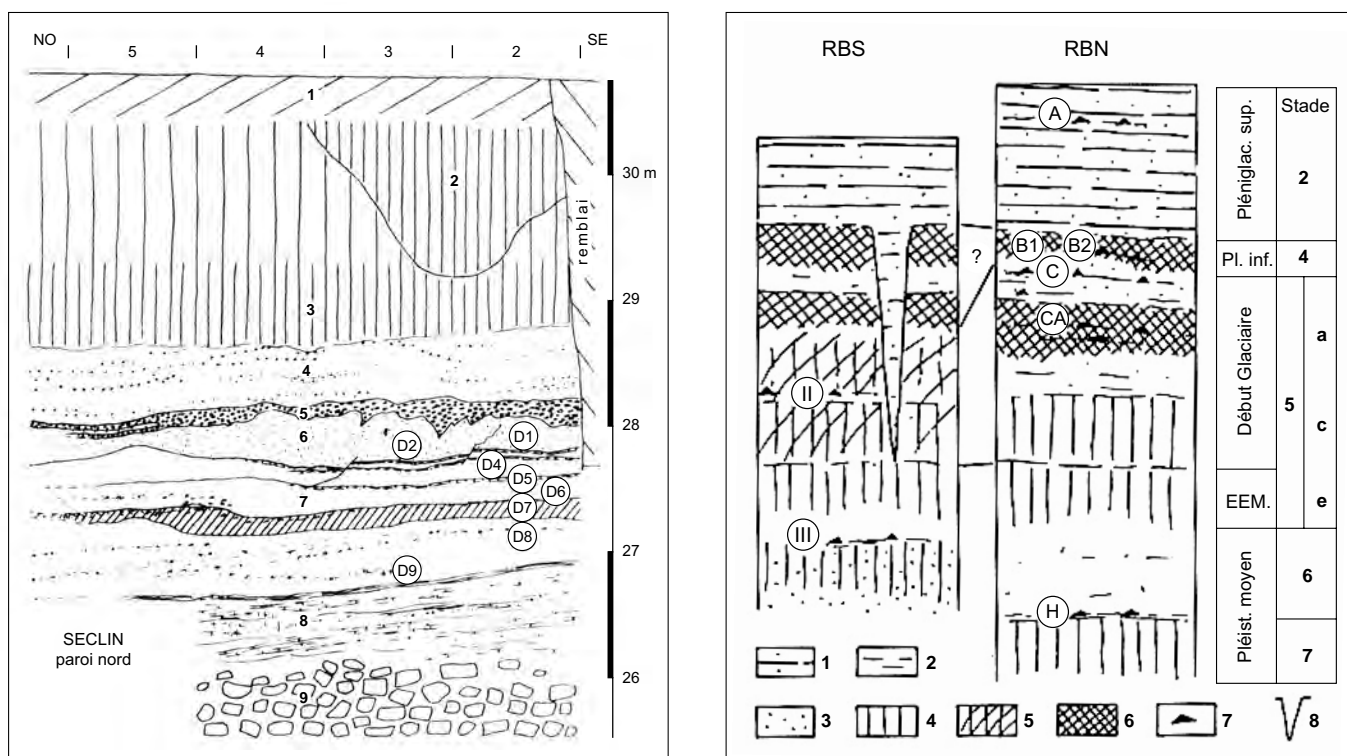 NO SE
5 4 3 2
1
2
30 m
remblai
3
29
4
5
28
6
D2 D1
D4
D5
D6
7
D7
D8
27
D9
8
SECLIN
paroi nord
26
9
RBS RBN
A
B1 B2
?
C
CA
II
III
H
Stade
Pléniglac. sup. 2
Pl. inf. 4
Début Glaciaire 5 a
c
EEM. e
Pléist. moyen 6
7
1 2
3 4 5 6 7 8